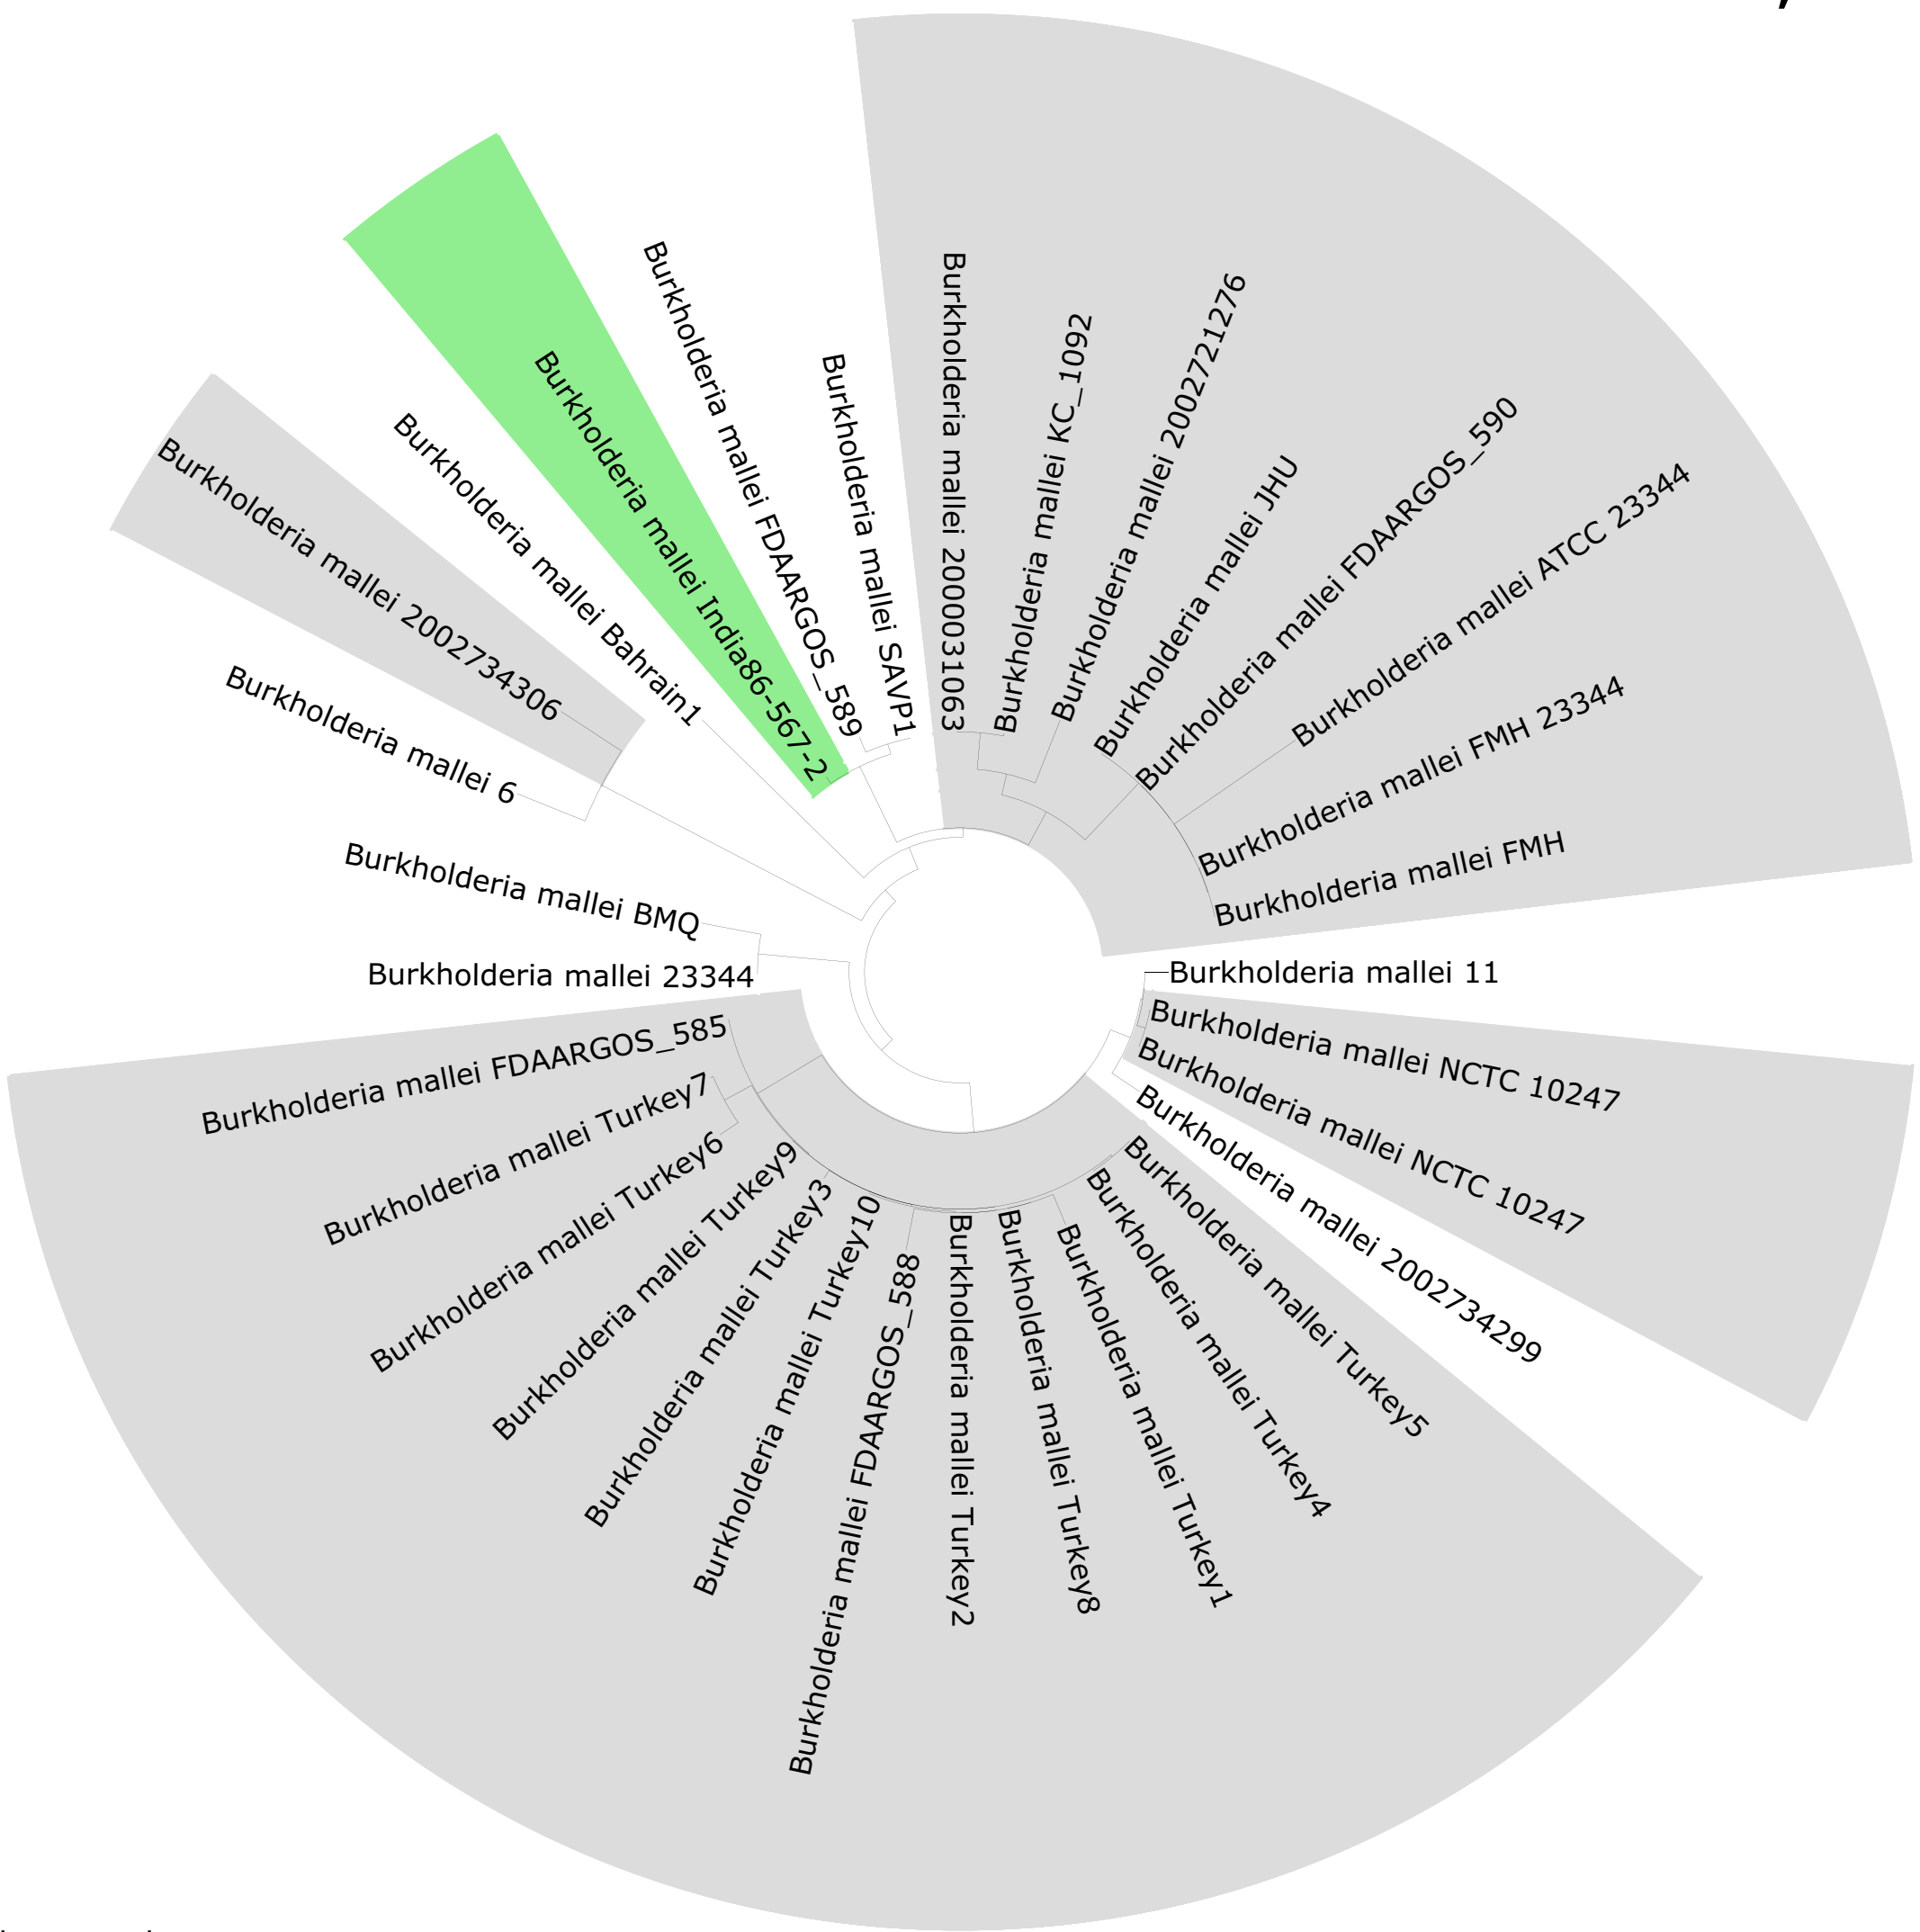 Burkholderia mallei 2000031063
Burkholderia mallei KC_1092
Burkholderia mallei 2002721276
Burkholderia mallei JHU
Burkholderia mallei FDAARGOS_590
Burkholderia mallei ATCC 23344
Burkholderia mallei FMH 23344
Burkholderia mallei FMH
Burkholderia mallei 11
Burkholderia mallei NCTC 10247
Burkholderia mallei NCTC 10247
Burkholderia mallei 2002734299
Burkholderia mallei Turkey5
Burkholderia mallei Turkey4
Burkholderia mallei Turkey1
Burkholderia mallei Turkey8
Burkholderia mallei Turkey2
Burkholderia mallei FDAARGOS_588
Burkholderia mallei Turkey10
Burkholderia mallei Turkey3
Burkholderia mallei Turkey9
Burkholderia mallei Turkey6
Burkholderia mallei Turkey7
Burkholderia mallei FDAARGOS_585
Burkholderia mallei 23344
Burkholderia mallei BMQ
Burkholderia mallei 6
Burkholderia mallei 2002734306
Burkholderia mallei Bahrain1
Burkholderia mallei India86-567-2
Burkholderia mallei FDAARGOS_589
Burkholderia mallei SAVP1